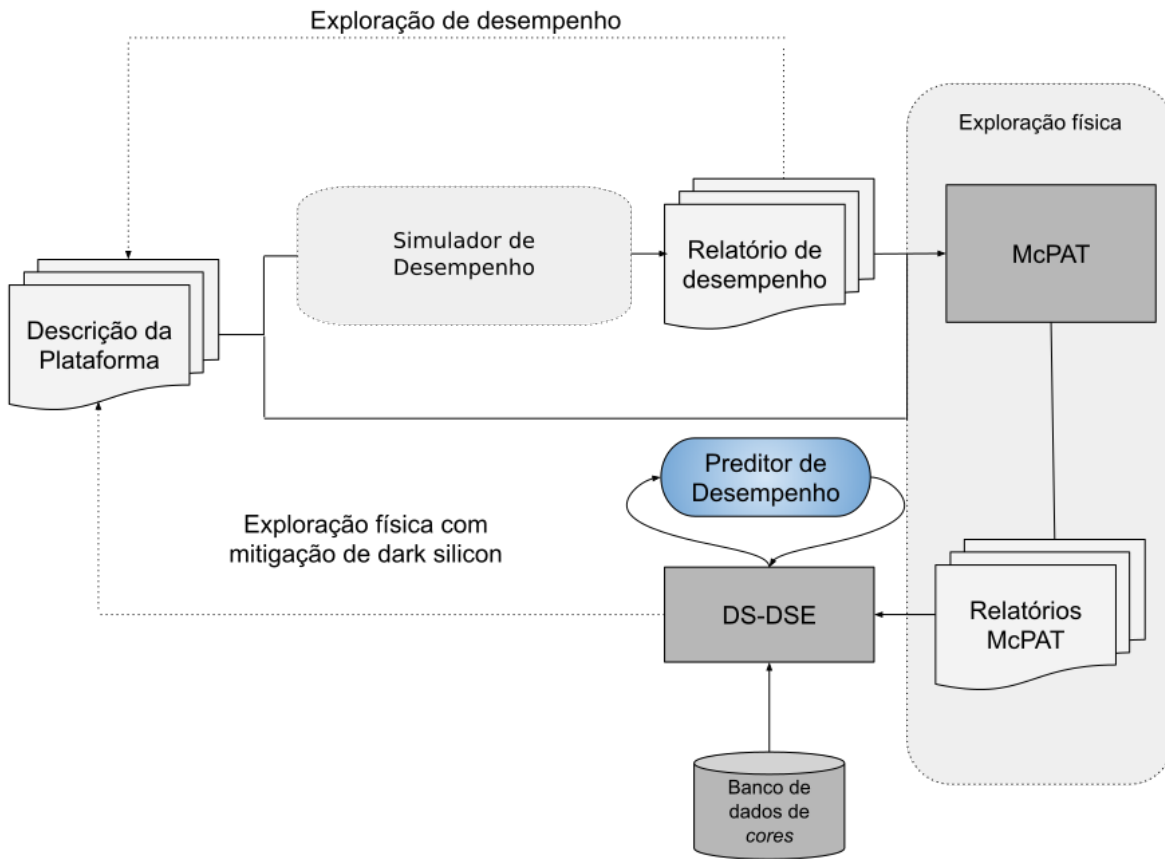 Exploração de desempenho
Exploração física
Simulador de
Desempenho
Relatório de
desempenho
McPAT
Descrição da
Plataforma
Preditor de
Desempenho
Exploração física com
mitigação de dark silicon
DS-DSE
Relatórios
McPAT
Banco de
dados de
cores